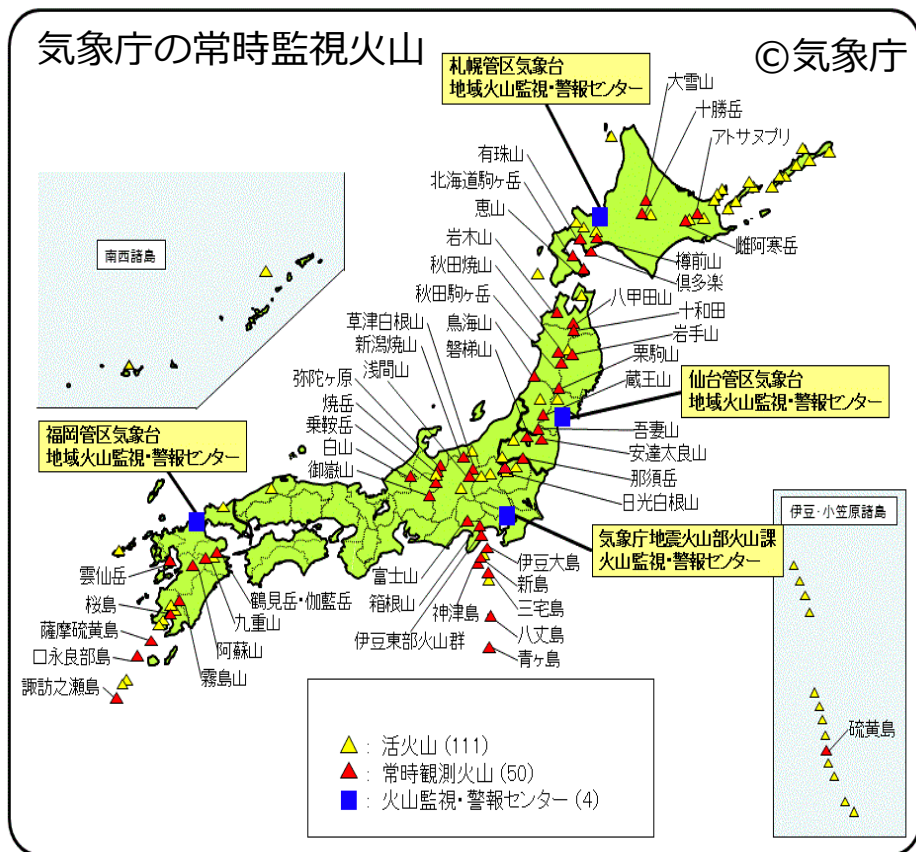 気象庁の常時監視火山
©気象庁
札幌管区気象台
地域火山監視・警報センター
大雪山
十勝岳
アトサヌプリ
有珠山
北海道駒ヶ岳
恵山
岩木山
秋田焼山
秋田駒ヶ岳
雌阿寒岳
樽前山
倶多楽
八甲田山
十和田
岩手山
栗駒山
蔵王山
南西諸島
草津白根山
鳥海山
新潟焼山
磐梯山
浅間山
弥陀ヶ原
焼岳
乗鞍岳
白山
御嶽山
仙台管区気象台
地域火山監視・警報センター
吾妻山
安達太良山
那須岳
日光白根山
福岡管区気象台
地域火山監視・警報センター
気象庁地震火山部火山課
火山監視・警報センター
伊豆・小笠原諸島
雲仙岳
桜島
薩摩硫黄島
口永良部島
諏訪之瀬島
鶴見岳・伽藍岳
九重山
阿蘇山
霧島山
富士山
箱根山
伊豆東部火山群
伊豆大島
新島
神津島
三宅島
八丈島
青ヶ島
硫黄島
: 活火山 (111)
: 常時観測火山 (50)
: 火山監視・警報センター (4)